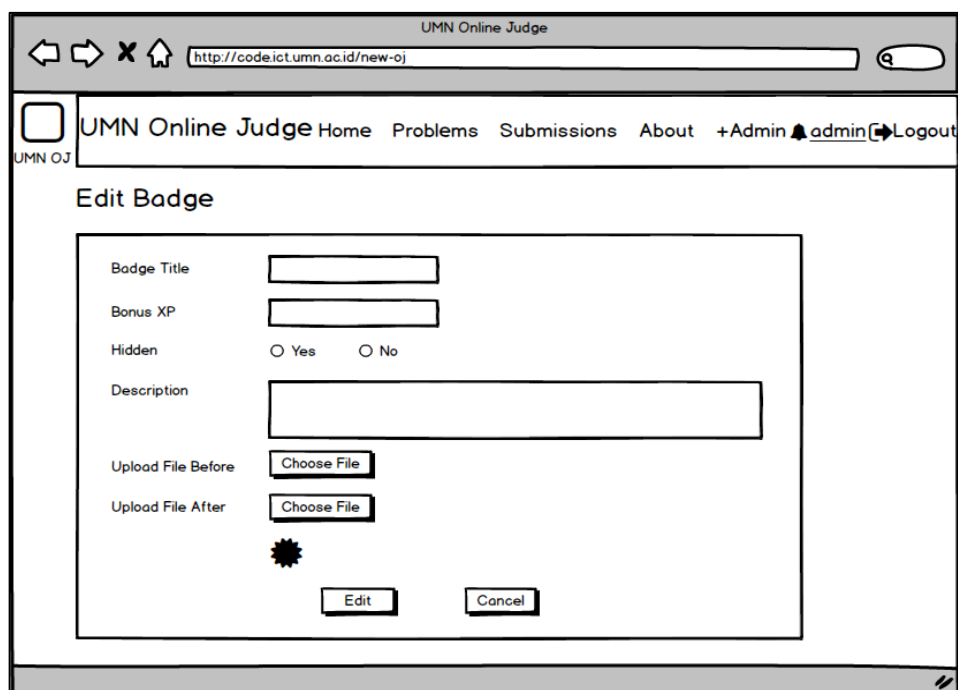 UMN Online Judge
http://code.ict.umn.ac.id/new-oj
UMN OJ
UMN Online Judge Home Problems Submissions About +Admin admin Logout
Edit Badge
Badge Title
Bonus XP
Hidden Yes No
Description
Upload File Before Choose File
Upload File After Choose File
Edit Cancel